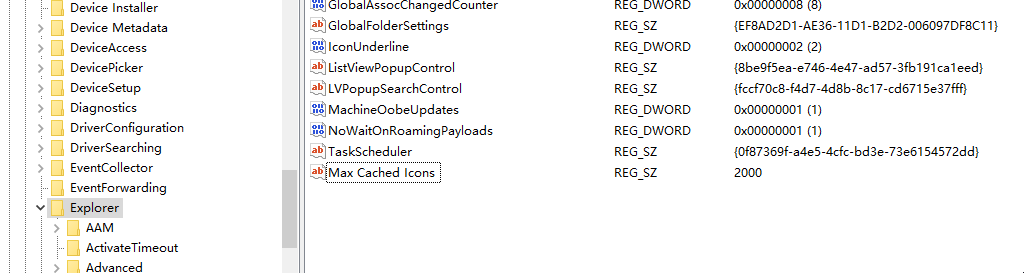 Device Installer
Device Metadata
DeviceAccess
DevicePicker
DeviceSetup
Diagnostics
DriverConfiguration
DriverSearching
EventCollector
EventForwarding
Explorer
AAM
ActivateTimeout
Advanced
GlobalAssocChangedCounter REG_DWORD 0x00000008 (8)
GlobalFolderSettings REG_SZ {EF8AD2D1-AE36-11D1-B2D2-006097DF8C11}
IconUnderline REG_DWORD 0x00000002 (2)
ListViewPopupControl REG_SZ {8be9f5ea-e746-4e47-ad57-3fb191ca1eed}
LVPopupSearchControl REG_SZ {fccf70c8-f4d7-4d8b-8c17-cd6715e37fff}
MachineOobeUpdates REG_DWORD 0x00000001 (1)
NoWaitOnRoamingPayloads REG_DWORD 0x00000001 (1)
TaskScheduler REG_SZ {0f87369f-a4e5-4cfc-bd3e-73e6154572dd}
Max Cached Icons REG_SZ 2000